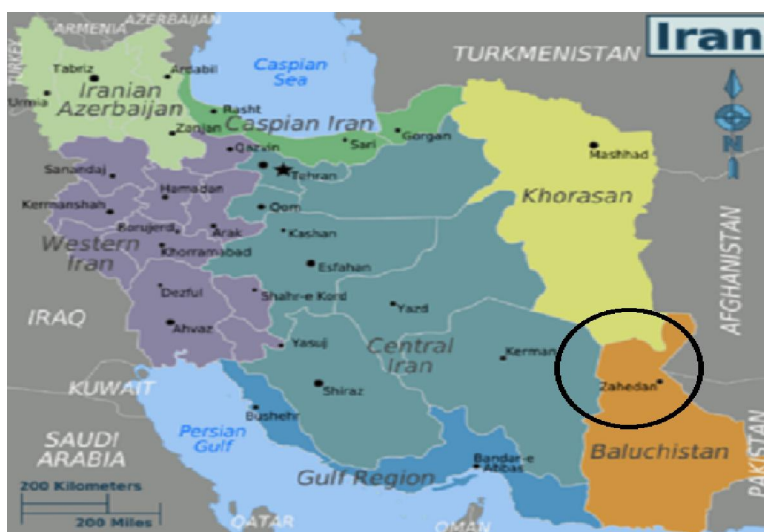 Iran
ARMENIA
AZERBAIJAN
TURKEY
TURKMENISTAN
Caspian
Sea
Tabriz
Ardabil
Iranian
Azerbaijan
Urmia
Rasht
Caspian Iran
Zanjan
Qazvin
Sari
Gorgan
Tehran
Mashhad
N
Sanandaj
Hamadan
Qom
Khorasan
Kermanshah
Borujerd
Arak
Kashan
Western
Iran
Khorramabad
Esfahan
AFGHANISTAN
Dezful
Shahr-e Kord
Yazd
IRAQ
Ahvaz
Yasuj
Central
Iran
Kerman
KUWAIT
Shiraz
Zahedan
Bushehr
SAUDI
ARABIA
Persian
Gulf
Baluchistan
PAKISTAN
Gulf Region
Bandar-e
Abbas
200 Kilometers
200 Miles
QATAR
OMAN